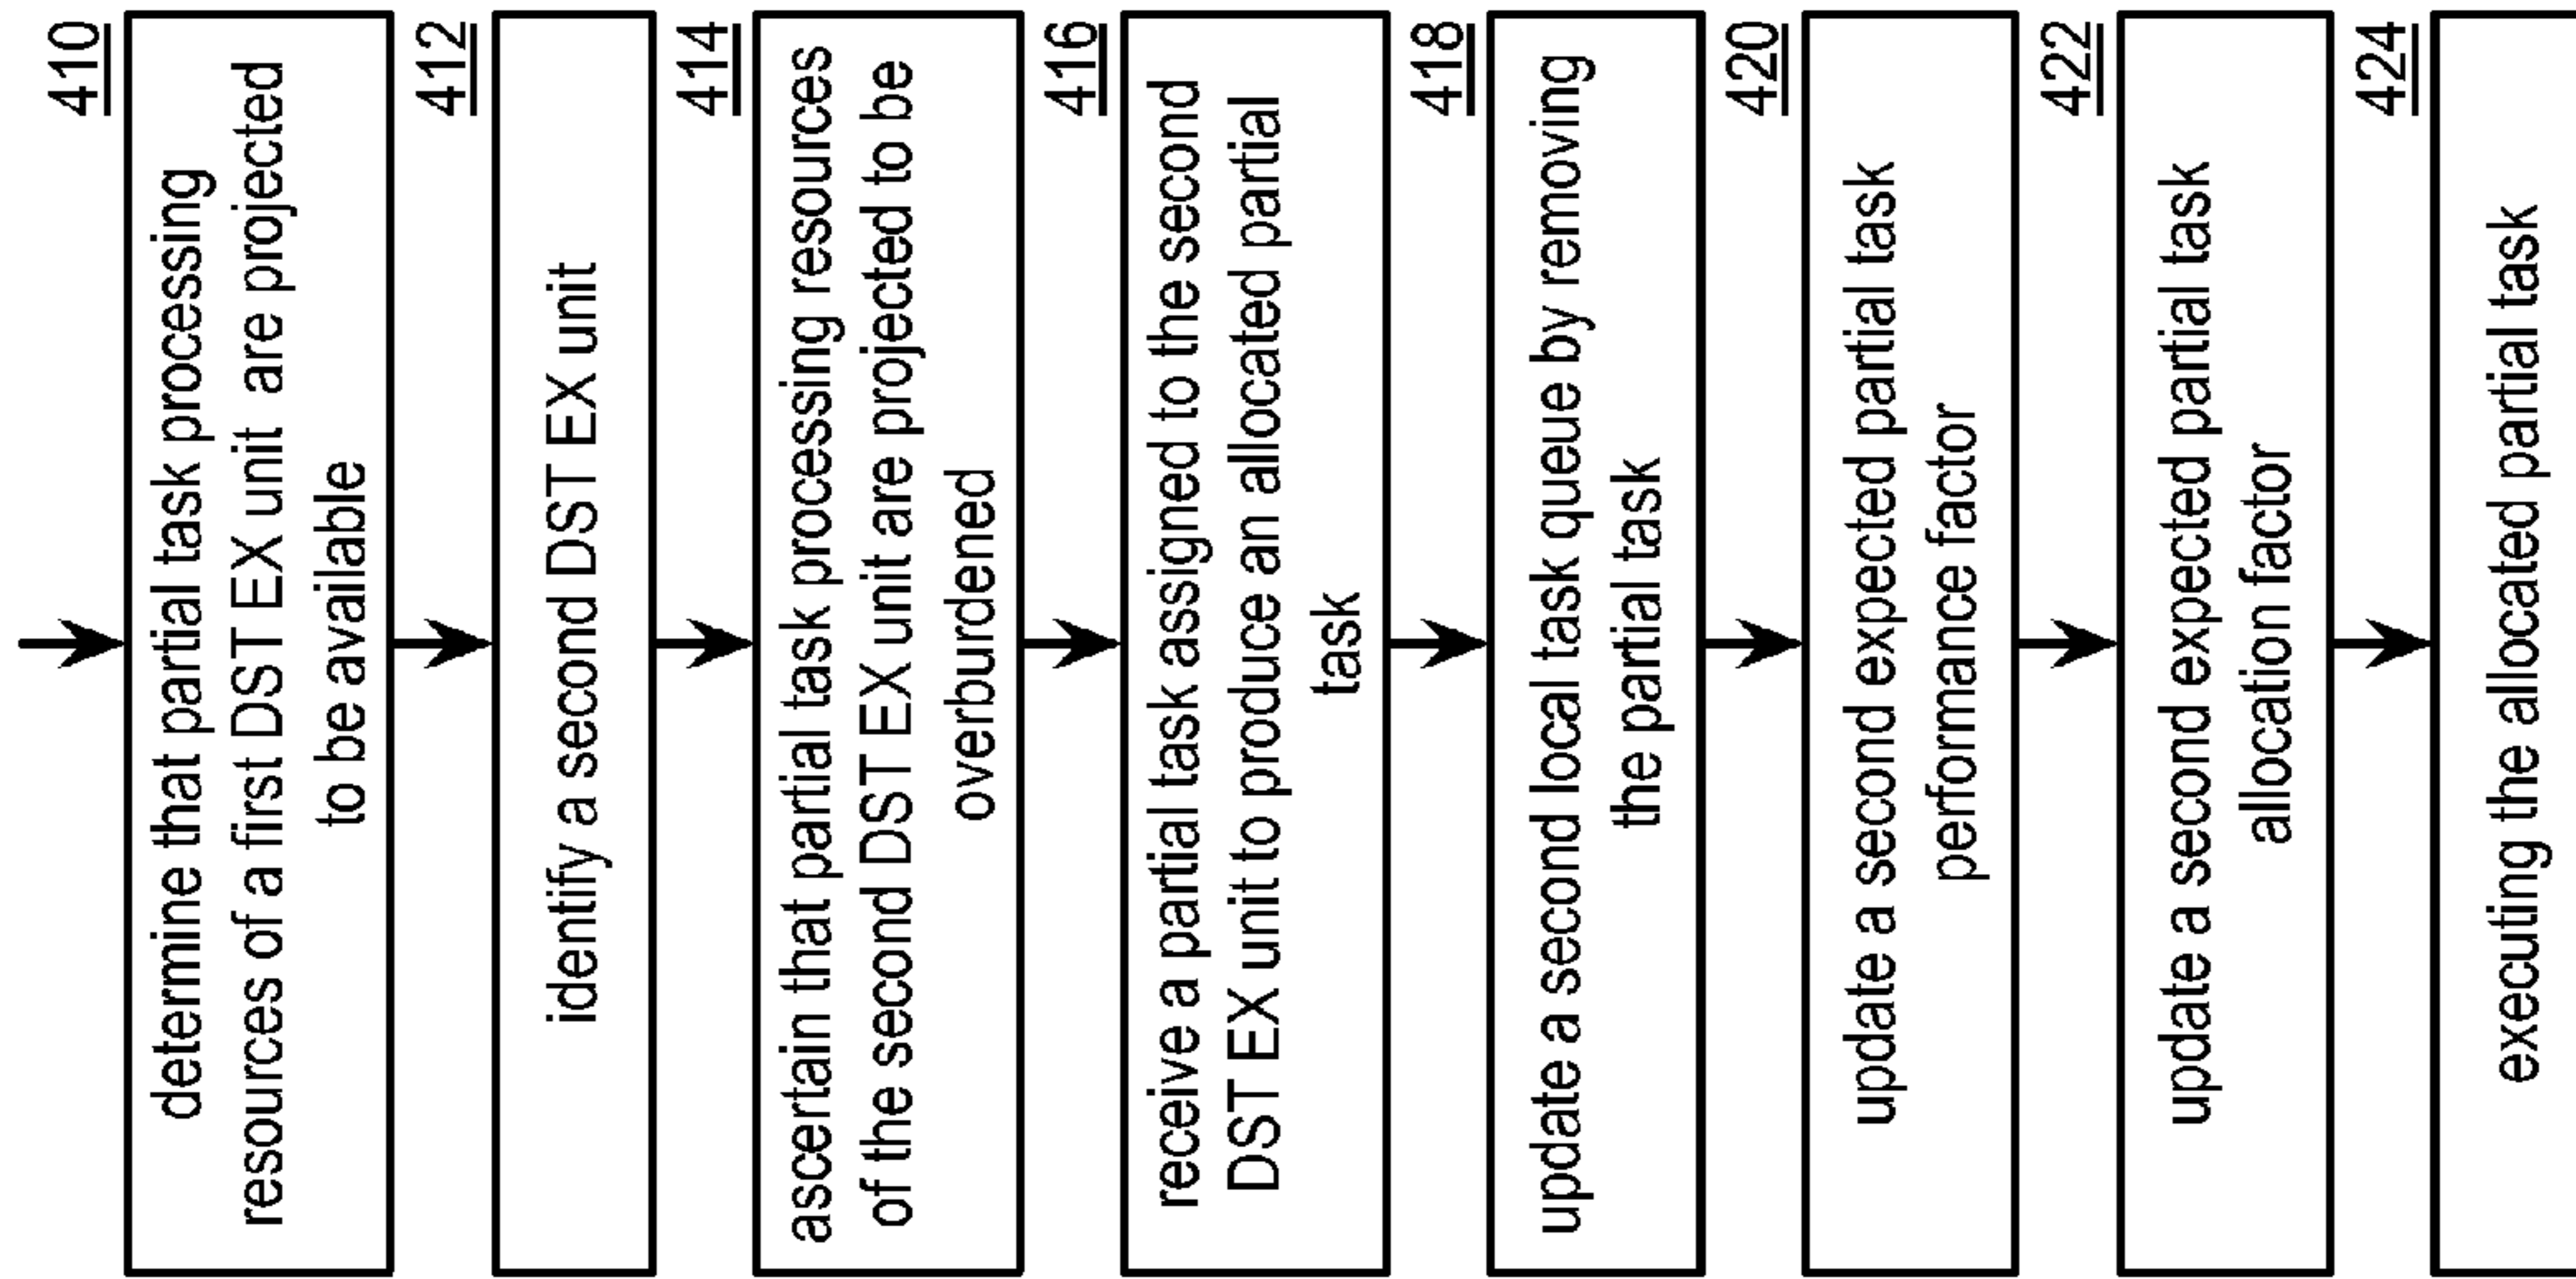 410
determine that partial task processing
resources of a first DST EX unit are projected
to be available
412
identify a second DST EX unit
414
ascertain that partial task processing resources
of the second DST EX unit are projected to be
overburdened
416
receive a partial task assigned to the second
DST EX unit to produce an allocated partial
task
418
update a second local task queue by removing
the partial task
420
update a second expected partial task
performance factor
422
update a second expected partial task
allocation factor
424
executing the allocated partial task